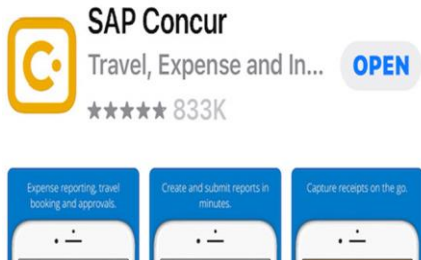 SAP Concur
Travel, Expense and In...
OPEN
833K
Expense reporting, travel
booking and approvals.
Create and submit reports in
minutes.
Capture receipts on the go.